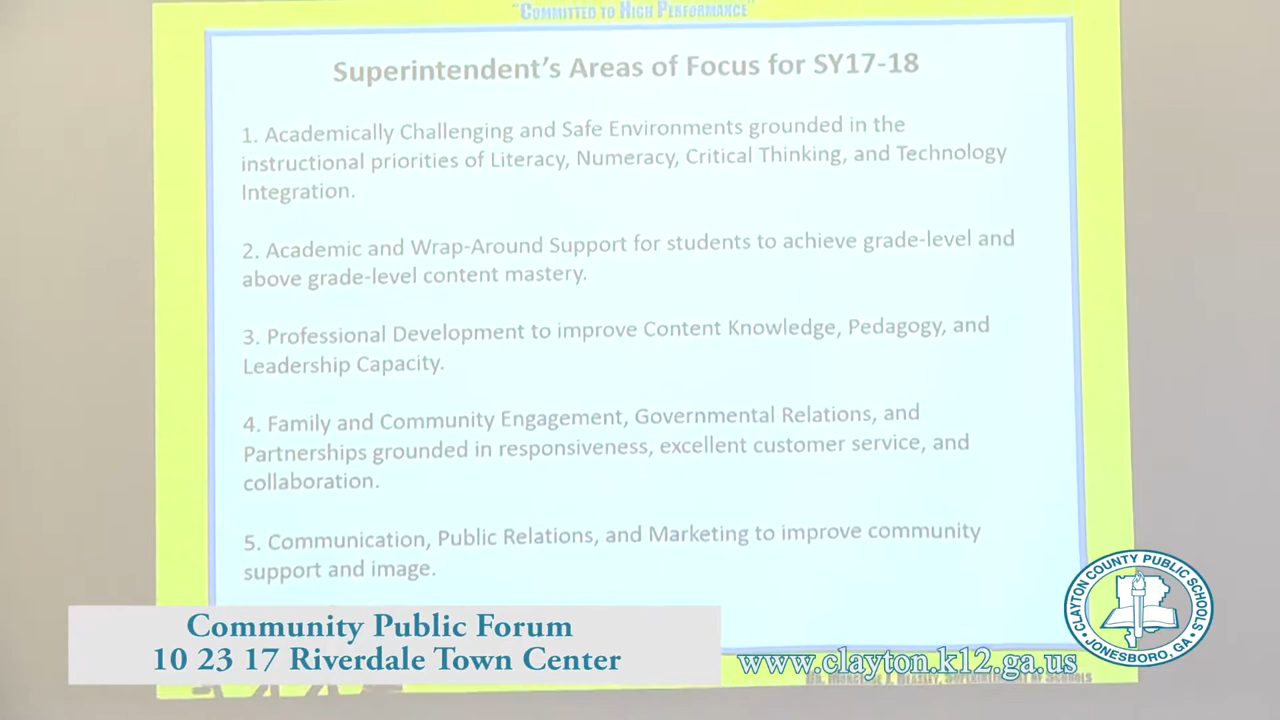 "COMMITTED TO HIGH PERFORMANCE"
Superintendent's Areas of Focus for SY17-18
1. Academically Challenging and Safe Environments grounded in the
instructional priorities of Literacy, Numeracy, Critical Thinking, and Technology
Integration.
2. Academic and Wrap-Around Support for students to achieve grade-level and
above grade-level content mastery.
3. Professional Development to improve Content Knowledge, Pedagogy, and
Leadership Capacity.
4. Family and Community Engagement, Governmental Relations, and
Partnerships grounded in responsiveness, excellent customer service, and
collaboration.
5. Communication, Public Relations, and Marketing to improve community
support and image.
Community Public Forum
10 23 17 Riverdale Town Center
www.clayton.k12.ga.us
CLAYTON COUNTY PUBLIC SCHOOLS
JONESBORO, GA.
J. BEASLEY, SUPERINTENDENT OF SCHOOLS